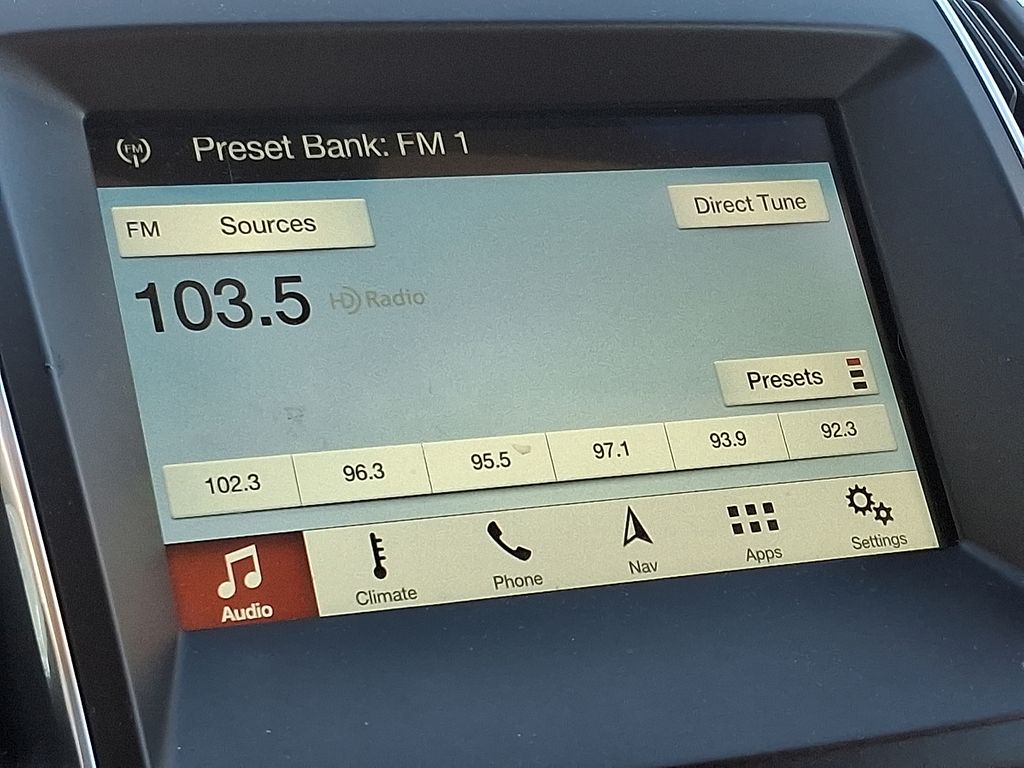 FM Preset Bank: FM 1
FM Sources Direct Tune
103.5 HD Radio
Presets
102.3 96.3 95.5 97.1 93.9 92.3
Audio Climate Phone Nav Apps Settings